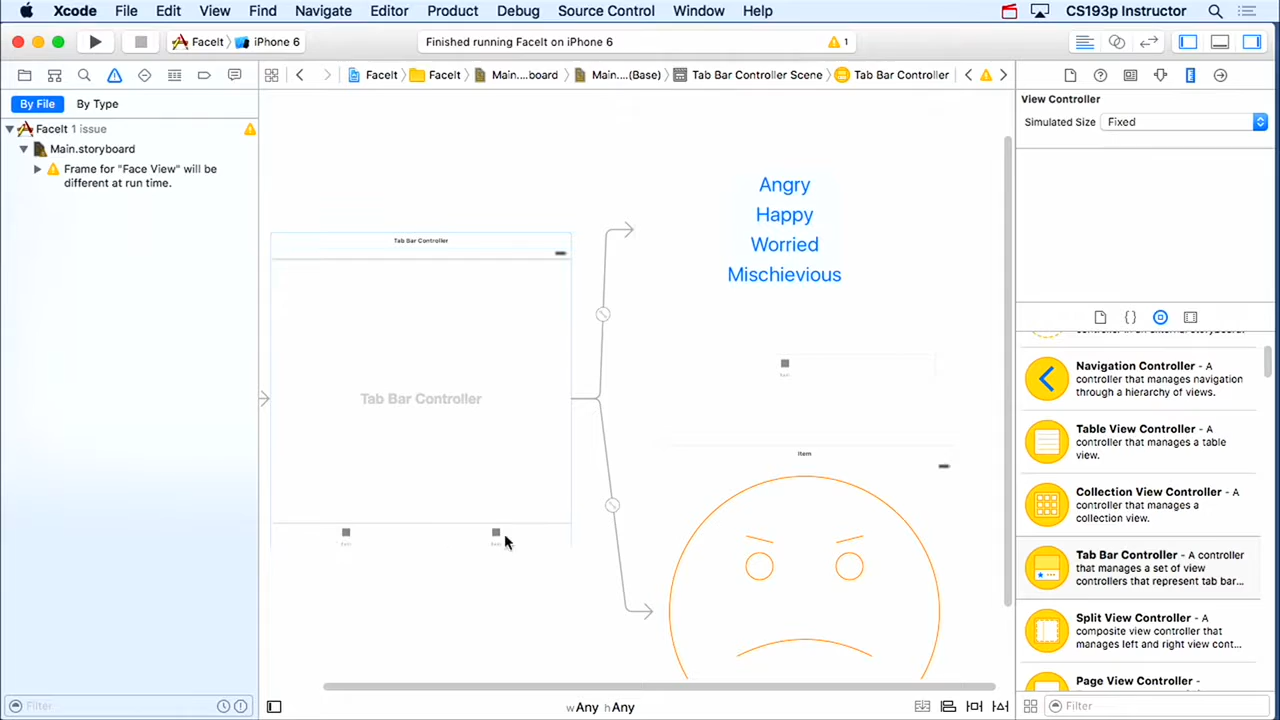 Xcode File Edit View Find Navigate Editor Product Debug Source Control Window Help CS193p Instructor
FaceIt iPhone 6 Finished running FaceIt on iPhone 6 1
FaceIt FaceIt Main....board Main....(Base) Tab Bar Controller Scene Tab Bar Controller
By File By Type
FaceIt 1 issue
Main.storyboard
Frame for "Face View" will be
different at run time.
Filter
Tab Bar Controller
Tab Bar Controller
Angry
Happy
Worried
Mischievious
Item
wAny hAny
View Controller
Simulated Size Fixed
controller in an external storyboard.
Navigation Controller - A
controller that manages navigation
through a hierarchy of views.
Table View Controller - A
controller that manages a table
view.
Collection View Controller - A
controller that manages a
collection view.
Tab Bar Controller - A controller
that manages a set of view
controllers that represent tab bar...
Split View Controller - A
composite view controller that
manages left and right view cont...
Page View Controller -
Filter